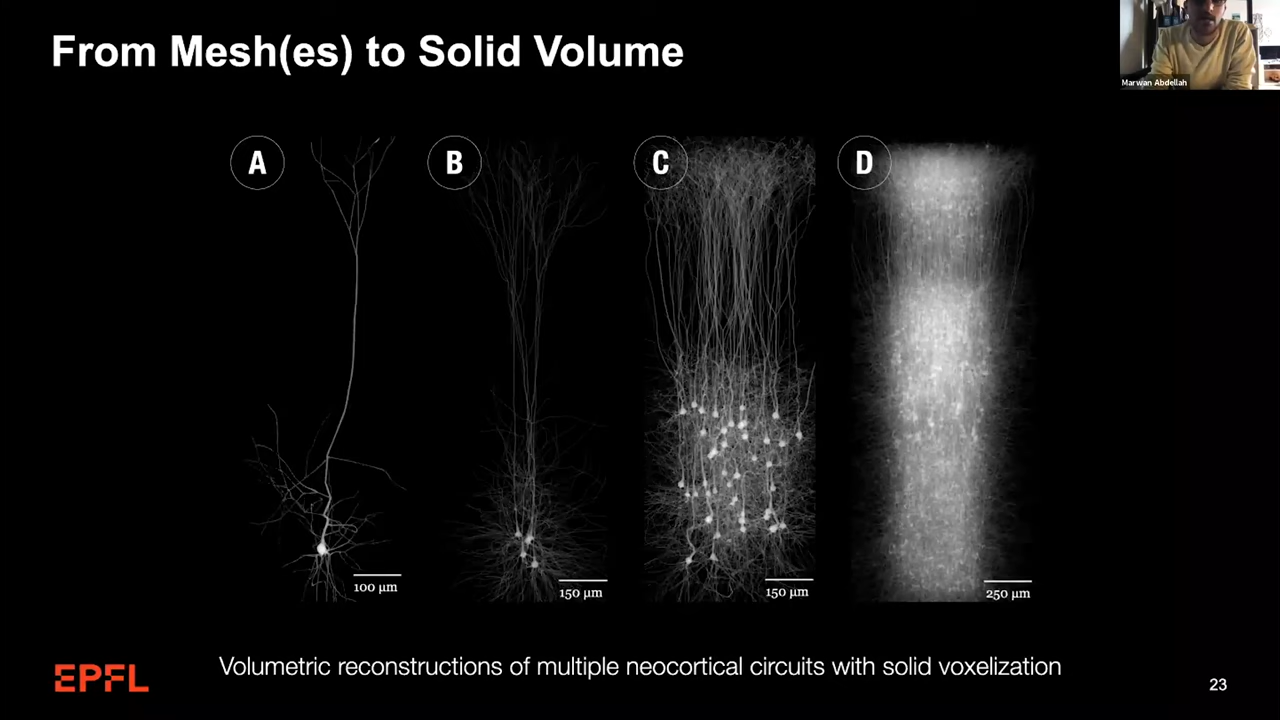 From Mesh(es) to Solid Volume
Marwan Abdellah
A
B
C
D
100 µm
150 µm
150 µm
250 µm
Volumetric reconstructions of multiple neocortical circuits with solid voxelization
EPFL
23